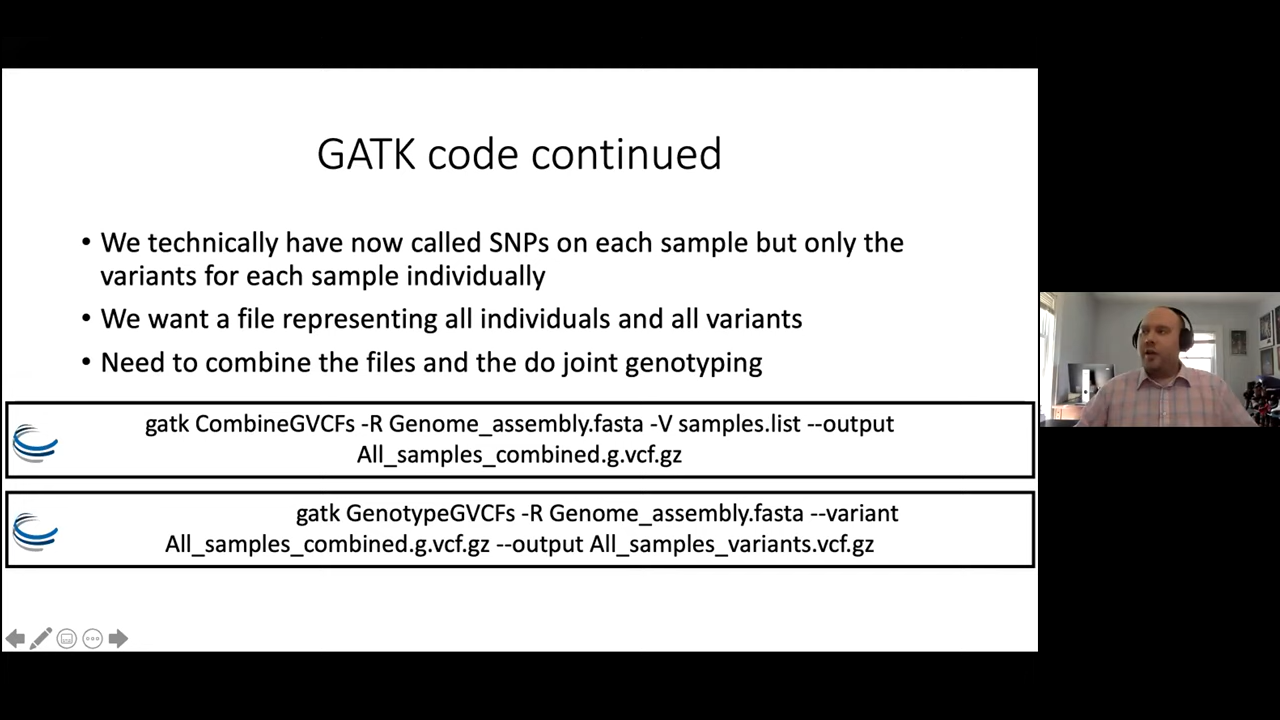 GATK code continued
• We technically have now called SNPs on each sample but only the
variants for each sample individually
• We want a file representing all individuals and all variants
• Need to combine the files and the do joint genotyping
gatk CombineGVCFs -R Genome_assembly.fasta -V samples.list --output
All_samples_combined.g.vcf.gz
gatk GenotypeGVCFs -R Genome_assembly.fasta --variant
All_samples_combined.g.vcf.gz --output All_samples_variants.vcf.gz